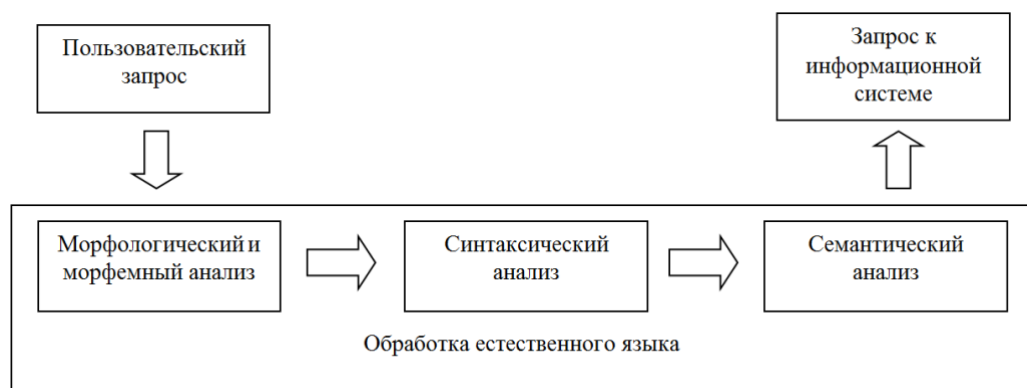 Пользовательский
запрос
Запрос к
информационной
системе
Морфологический и
морфемный анализ
Синтаксический
анализ
Семантический
анализ
Обработка естественного языка